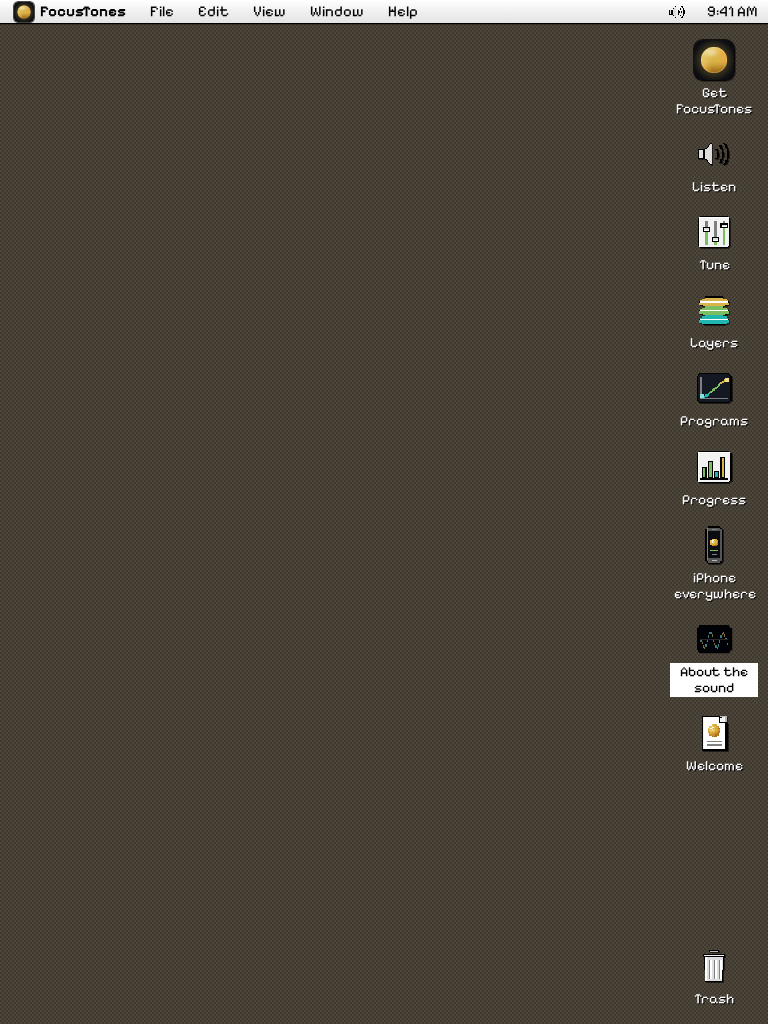 FocusTones File Edit View Window Help 9:41 AM
Get
FocusTones
Listen
Tune
Layers
Programs
Progress
iPhone
everywhere
About the
sound
Welcome
Trash